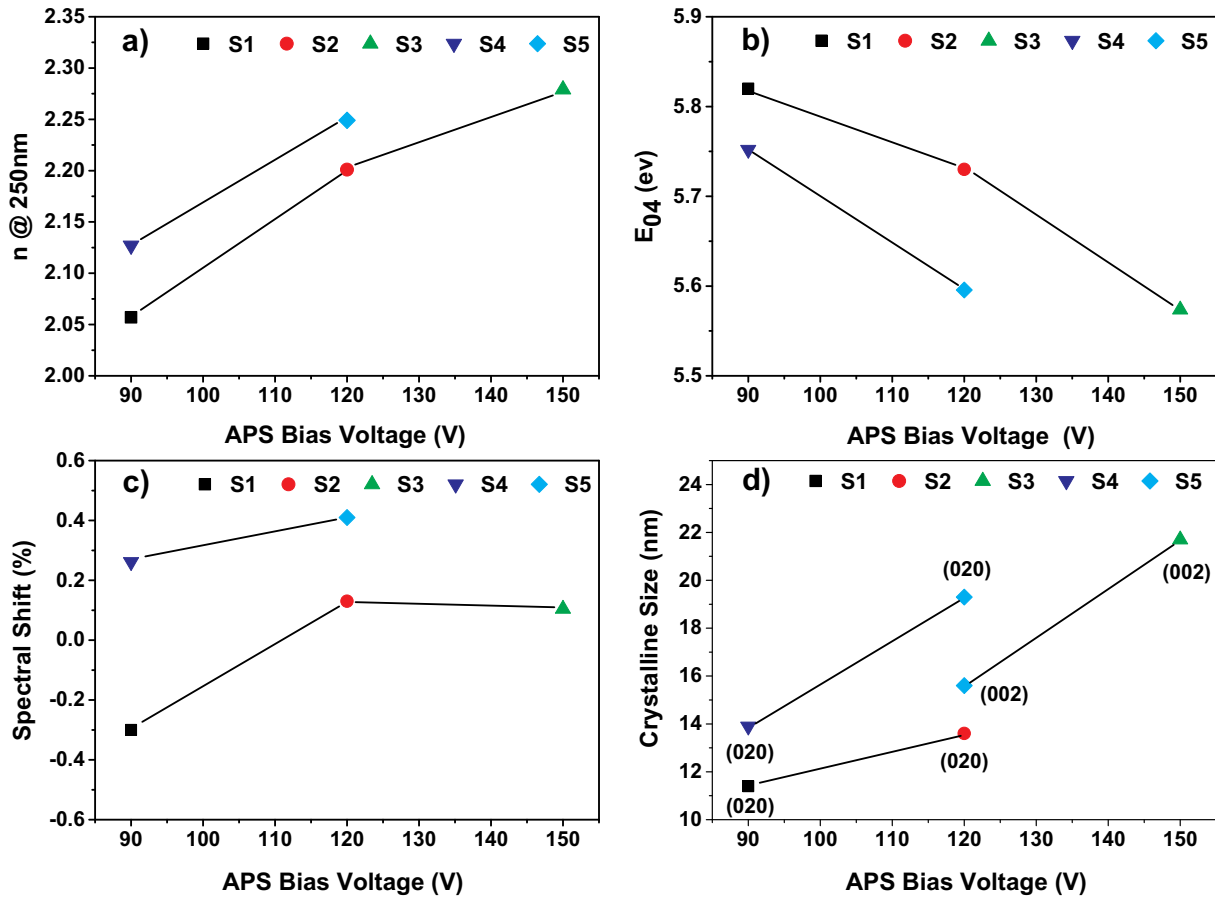 a) S1 S2 S3 S4 S5
2.35
2.30
2.25
2.20
2.15
2.10
2.05
2.00
n @ 250nm
90 100 110 120 130 140 150
APS Bias Voltage (V)
b) S1 S2 S3 S4 S5
5.9
5.8
5.7
5.6
5.5
E04 (ev)
90 100 110 120 130 140 150
APS Bias Voltage (V)
c) S1 S2 S3 S4 S5
0.6
0.4
0.2
0.0
-0.2
-0.4
-0.6
Spectral Shift (%)
90 100 110 120 130 140 150
APS Bias Voltage (V)
d) S1 S2 S3 S4 S5
24
22
20
18
16
14
12
10
Crystalline Size (nm)
(020)
(002)
(002)
(020)
(020)
(020)
90 100 110 120 130 140 150
APS Bias Voltage (V)